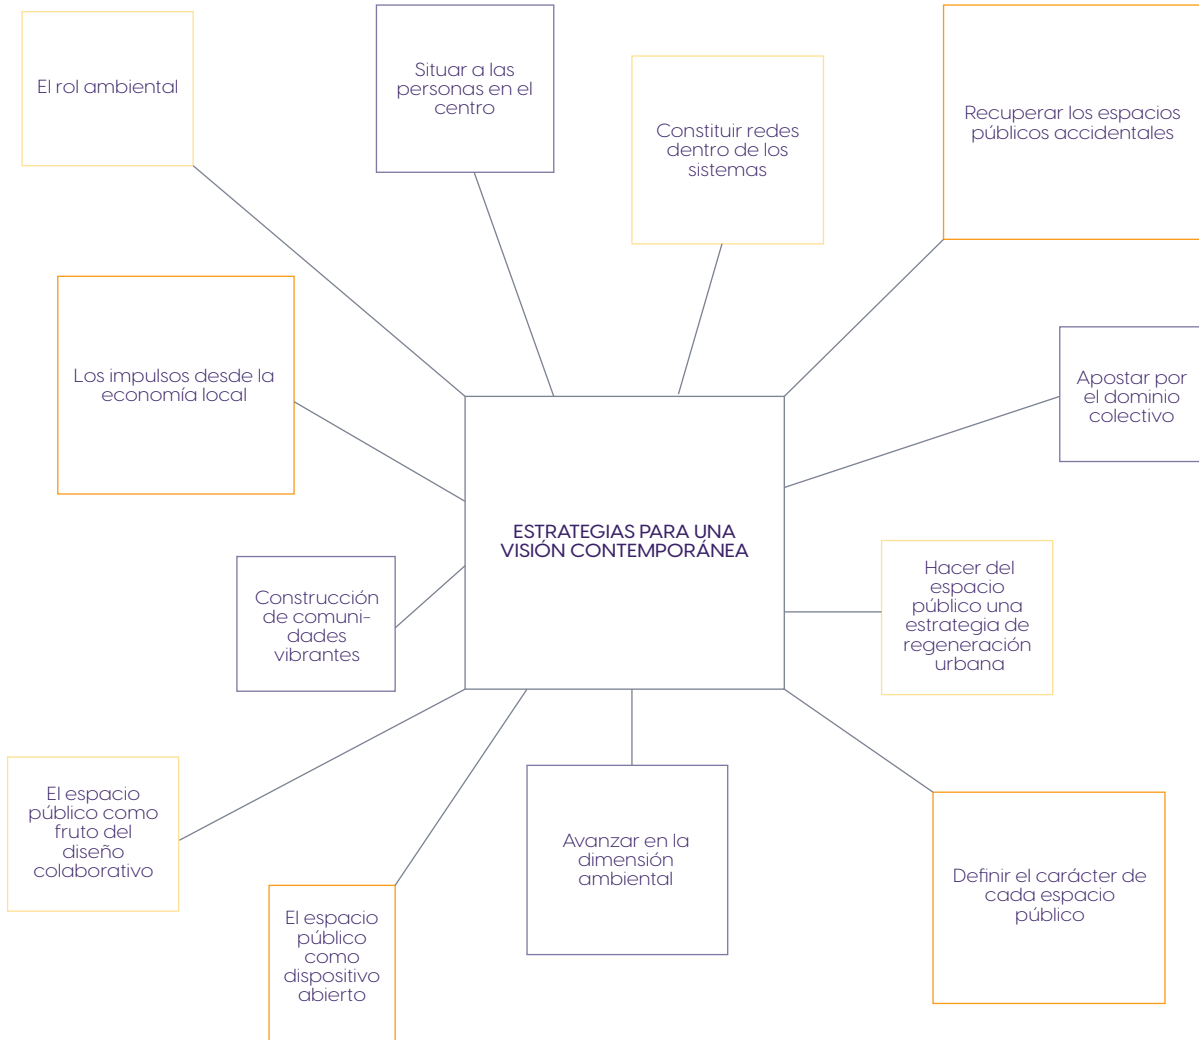 El rol ambiental
Situar a las
personas en el
centro
Constituir redes
dentro de los
sistemas
Recuperar los espacios
públicos accidentales
Los impulsos desde la
economía local
Apostar por
el dominio
colectivo
ESTRATEGIAS PARA UNA
VISIÓN CONTEMPORÁNEA
Construcción
de comuni-
dades
vibrantes
Hacer del
espacio
público una
estrategia de
regeneración
urbana
El espacio
público como
fruto del
diseño
colaborativo
El espacio
público
como
dispositivo
abierto
Avanzar en la
dimensión
ambiental
Definir el carácter de
cada espacio
público